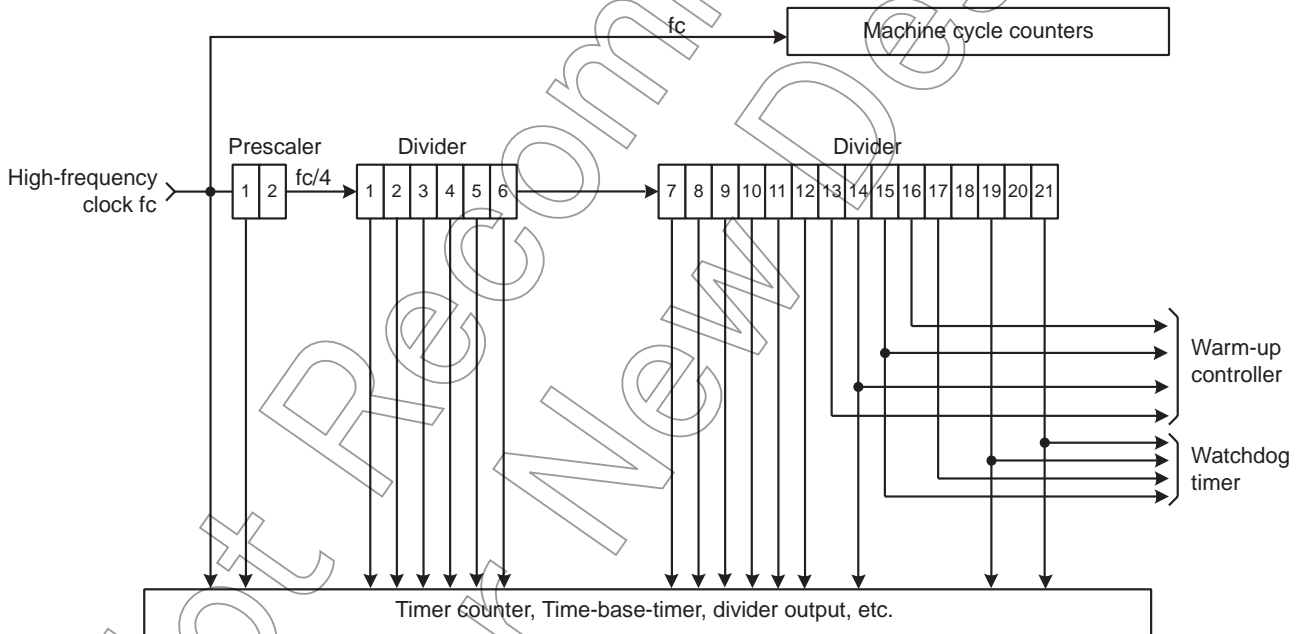 fc
Machine cycle counters
Prescaler
Divider
Divider
High-frequency
clock fc
1 2
fc/4
1 2 3 4 5 6
7 8 9 10 11 12 13 14 15 16 17 18 19 20 21
Warm-up
controller
Watchdog
timer
Timer counter, Time-base-timer, divider output, etc.